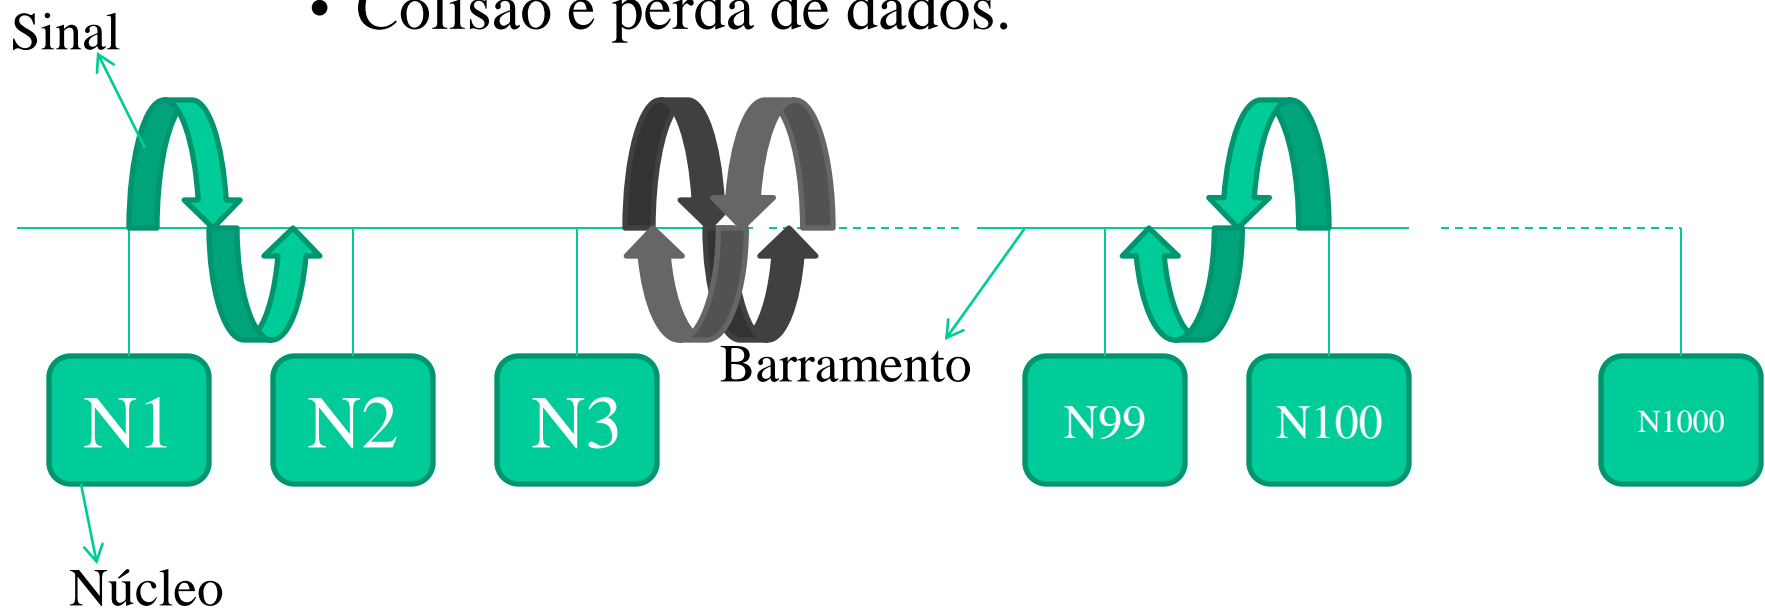 • Colisão e perda de dados.
Sinal
Barramento
N1 N2 N3 N99 N100 N1000
Núcleo